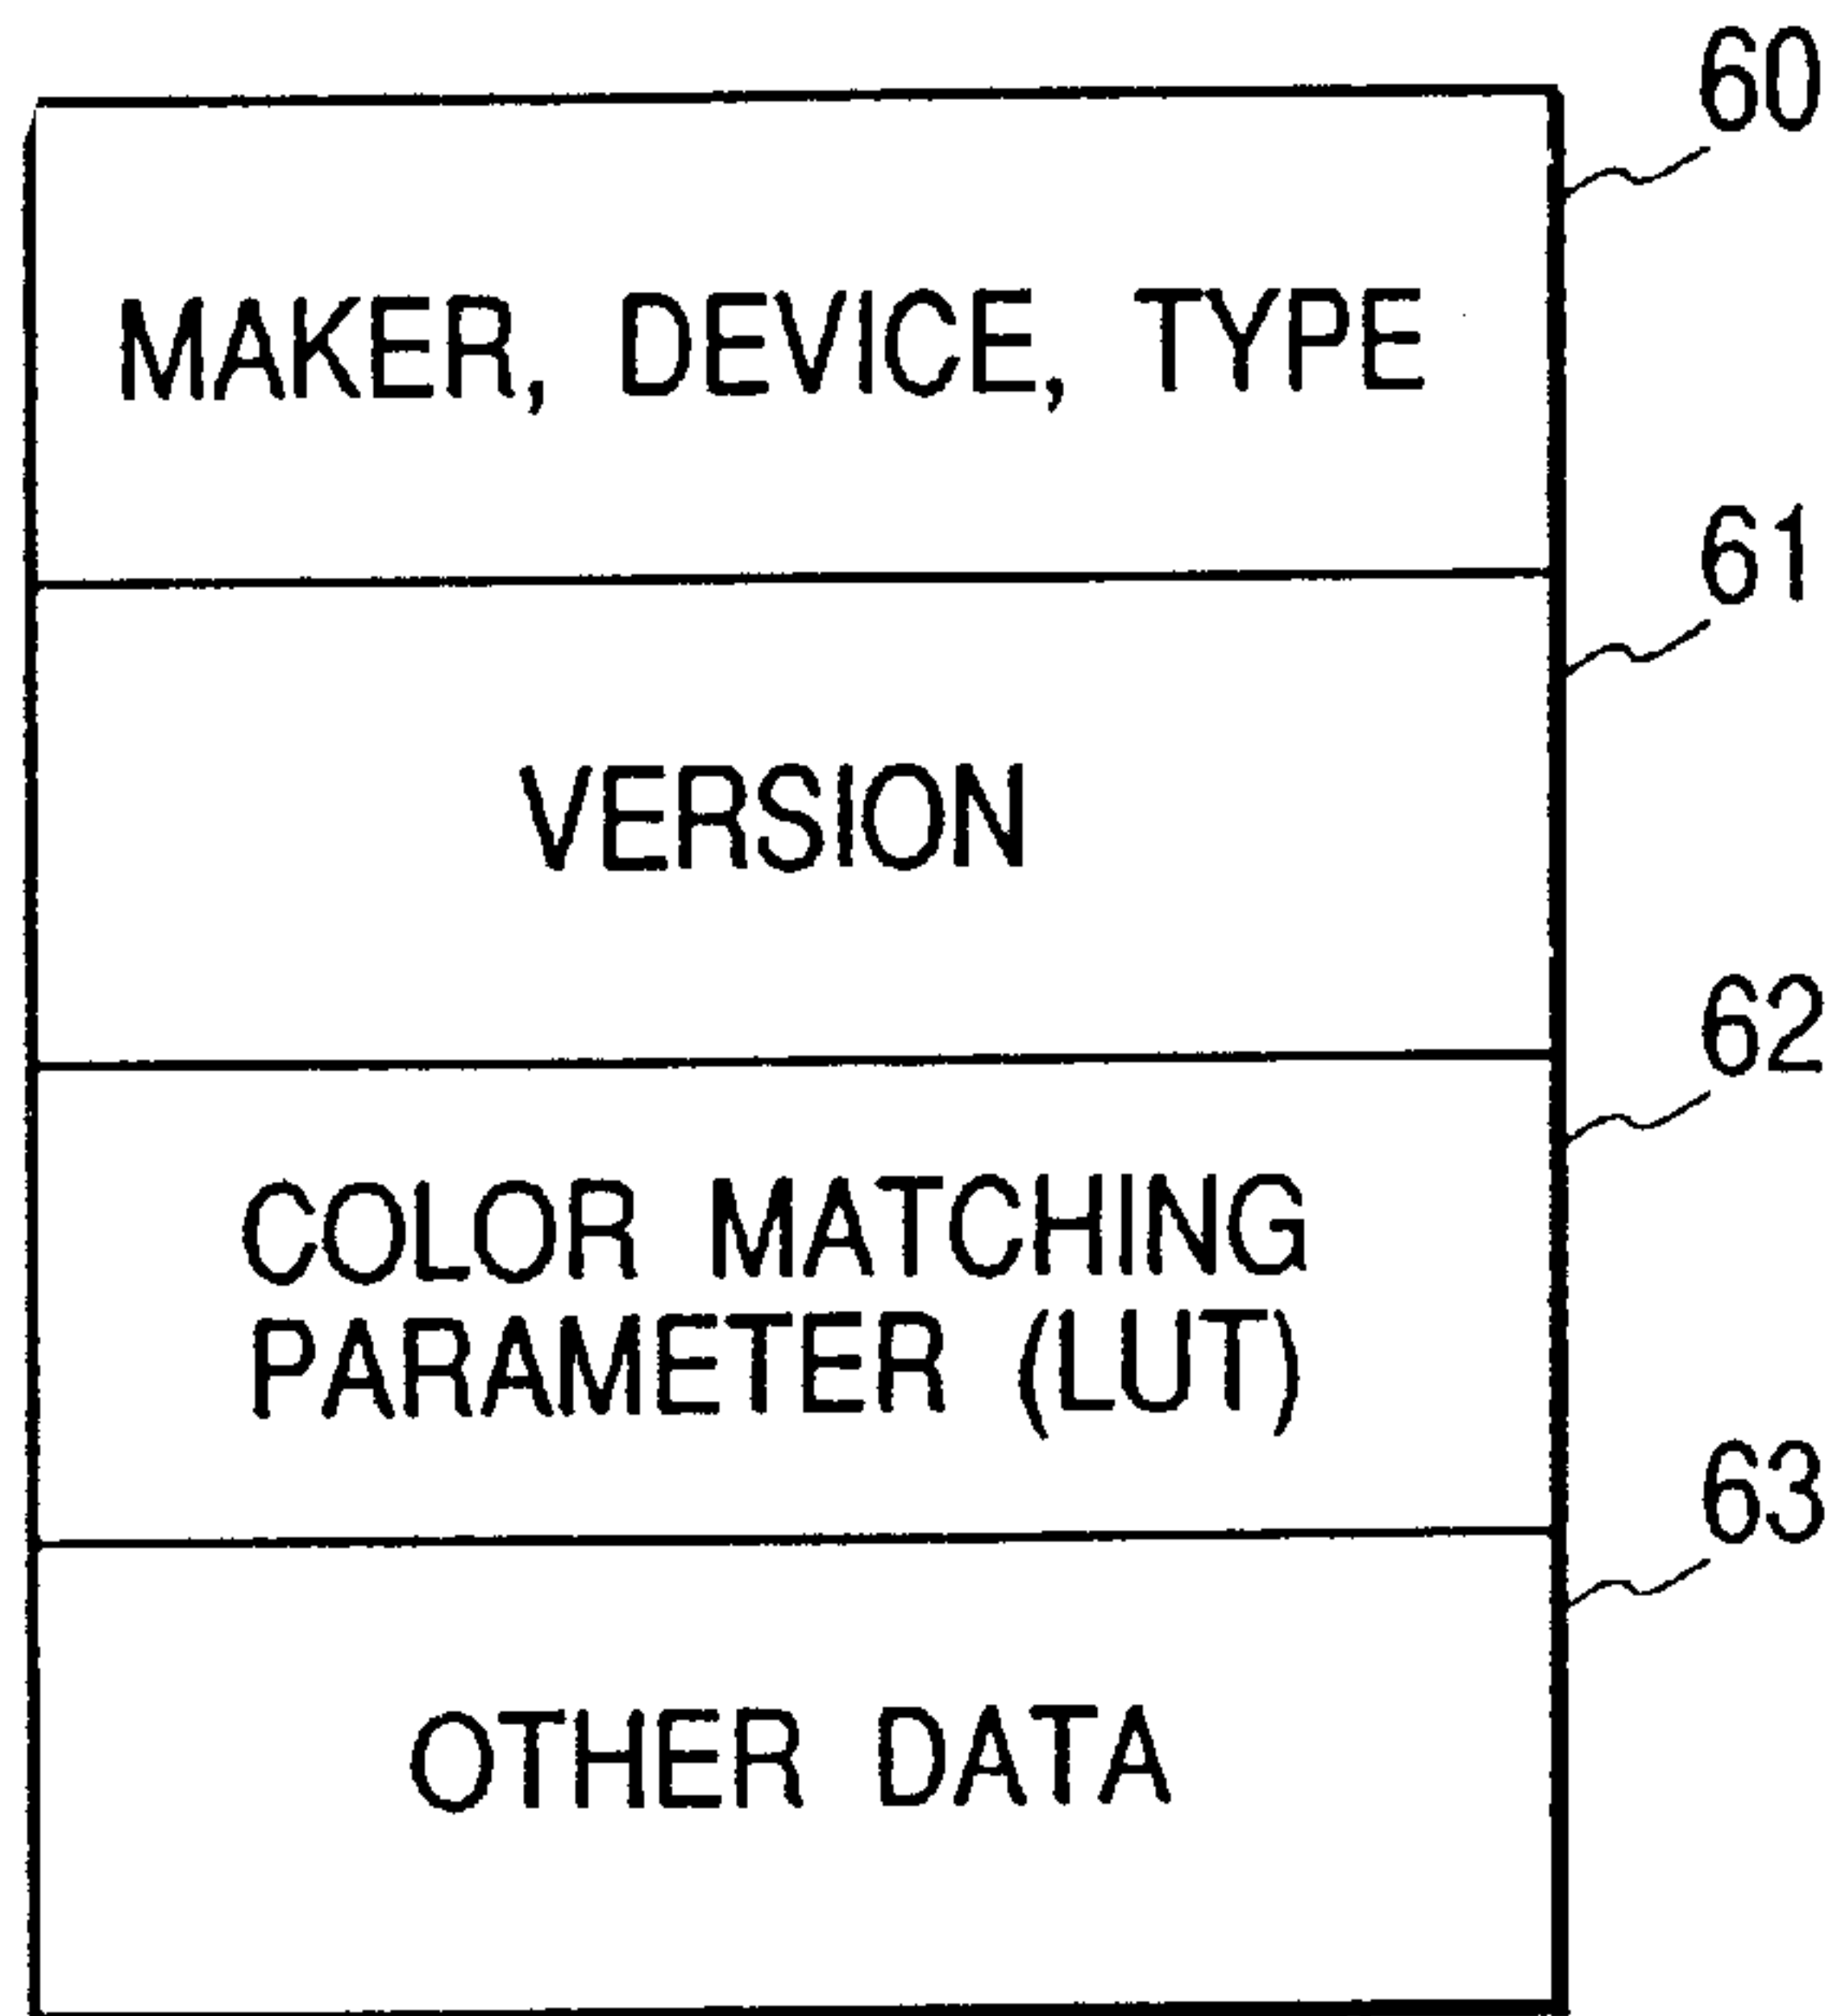 60
MAKER, DEVICE, TYPE
61
VERSION
62
COLOR MATCHING
PARAMETER (LUT)
63
OTHER DATA